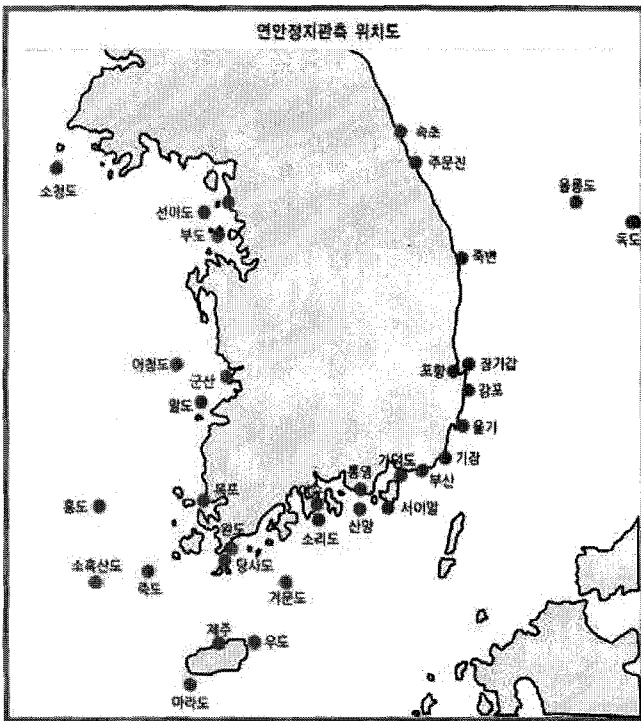 연안정지관측 위치도
속초
주문진
소청도
울릉도
선미도
독도
부도
죽변
어청도
장기갑
포항
군산
감포
말도
울기
기장
가덕도
통영
부산
목포
여수
홍도
서이말
산양
소리도
완도
당사도
소흑산도
죽도
거문도
제주
우도
마라도